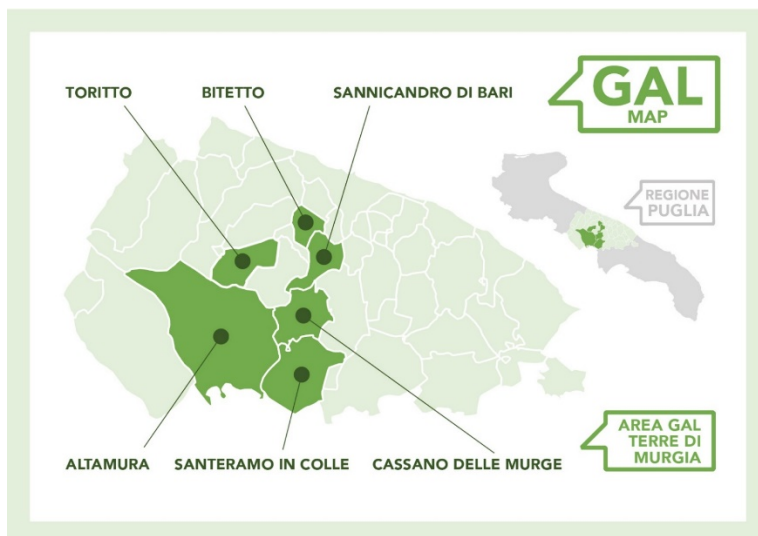 TORITTO
BITETTO
SANNICANDRO DI BARI
GAL
MAP
REGIONE
PUGLIA
ALTAMURA
SANTERAMO IN COLLE
CASSANO DELLE MURGE
AREA GAL
TERRE DI
MURGIA